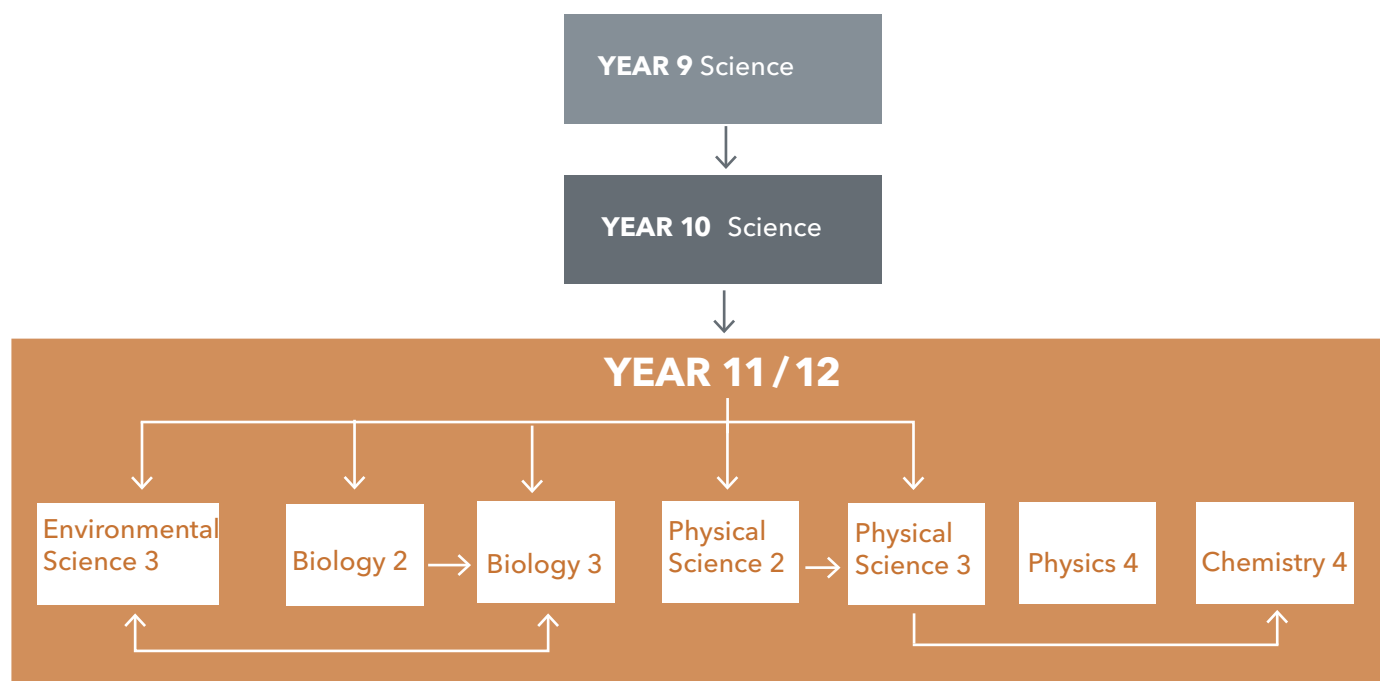 YEAR 9 Science
YEAR 10 Science
YEAR 11/12
Environmental
Science 3
Biology 2
Biology 3
Physical
Science 2
Physical
Science 3
Physics 4
Chemistry 4